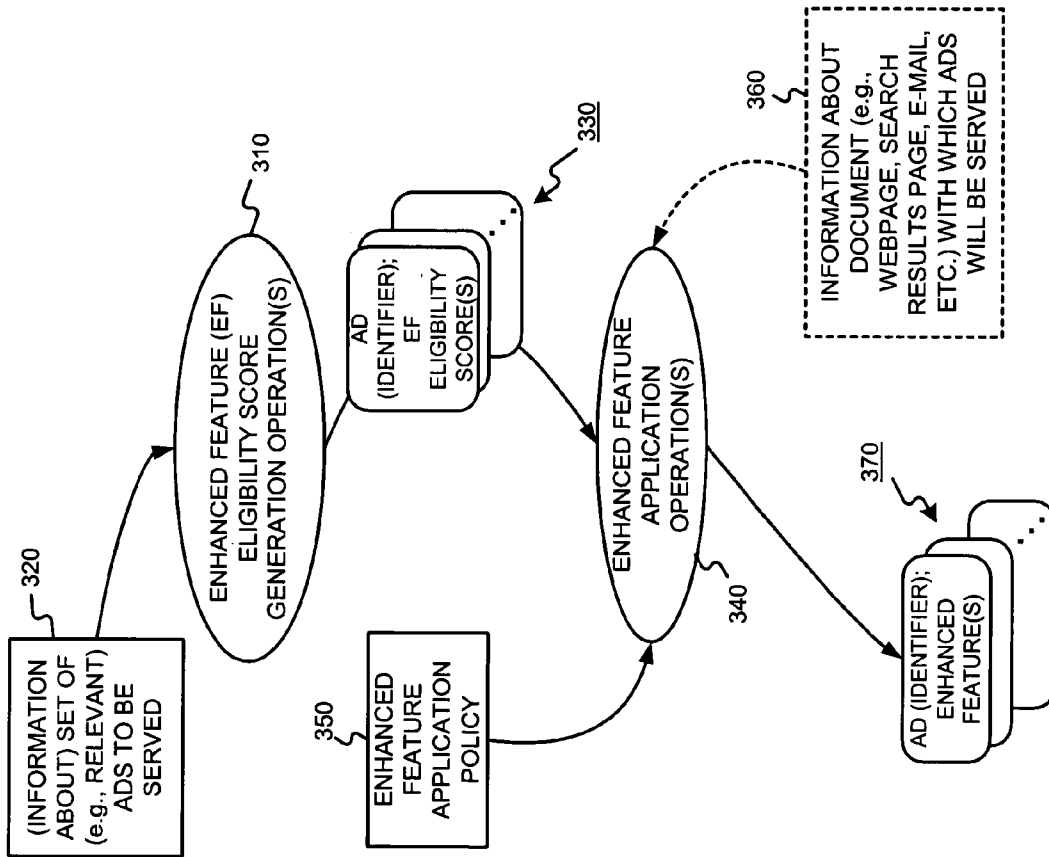 320
(INFORMATION
ABOUT) SET OF
(e.g., RELEVANT)
ADS TO BE
SERVED
310
ENHANCED FEATURE (EF)
ELIGIBILITY SCORE
GENERATION OPERATION(S)
330
AD
(IDENTIFIER);
EF
ELIGIBILITY
SCORE(S)
350
ENHANCED
FEATURE
APPLICATION
POLICY
340
ENHANCED FEATURE
APPLICATION
OPERATION(S)
360
INFORMATION ABOUT
DOCUMENT (e.g.,
WEBPAGE, SEARCH
RESULTS PAGE, E-MAIL,
ETC.) WITH WHICH ADS
WILL BE SERVED
370
AD (IDENTIFIER);
ENHANCED
FEATURE(S)